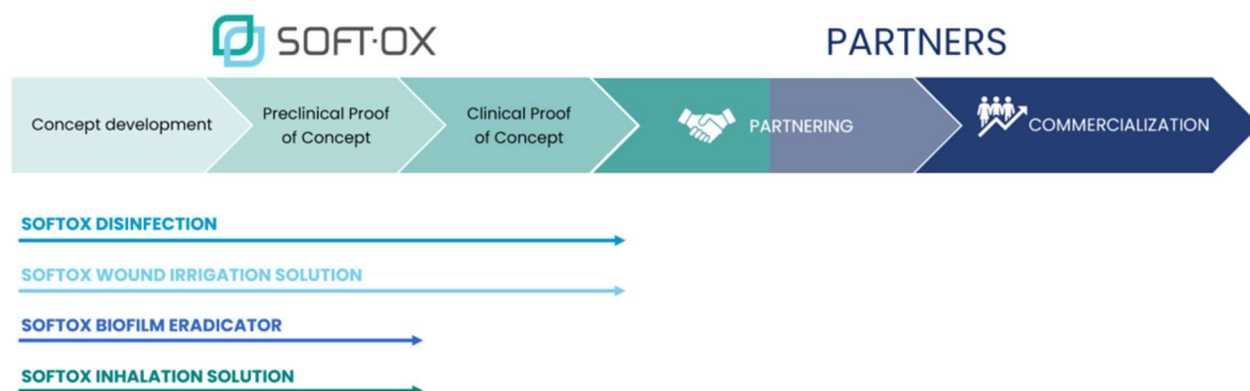 SOFT·OX
PARTNERS
Concept development
Preclinical Proof
of Concept
Clinical Proof
of Concept
PARTNERING
COMMERCIALIZATION
SOFTOX DISINFECTION
SOFTOX WOUND IRRIGATION SOLUTION
SOFTOX BIOFILM ERADICATOR
SOFTOX INHALATION SOLUTION